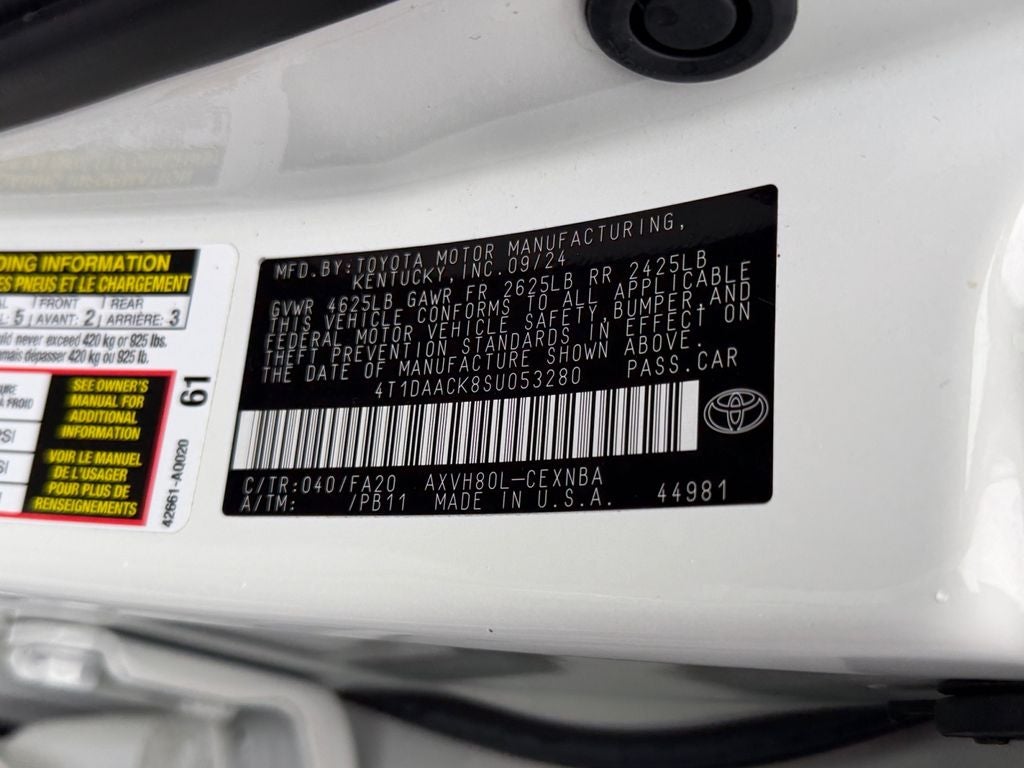 DING INFORMATION
ES PNEUS ET LE CHARGEMENT
FRONT REAR
5 AVANT: 2 ARRIÈRE: 3
never exceed 420 kg or 925 lbs.
dépasser 420 kg ou 925 lb.
SEE OWNER'S
MANUAL FOR
ADDITIONAL
INFORMATION
VOIR LE MANUEL
DE L'USAGER
POUR PLUS DE
RENSEIGNEMENTS
À FROID
PSI
SI
61
42661-A0020
MFD.BY:TOYOTA MOTOR MANUFACTURING,
KENTUCKY, INC. 09/24
GVWR 4625LB GAWR FR 2625LB RR 2425LB
THIS VEHICLE CONFORMS TO ALL APPLICABLE
FEDERAL MOTOR VEHICLE SAFETY,BUMPER,AND
THEFT PREVENTION STANDARDS IN EFFECT ON
THE DATE OF MANUFACTURE SHOWN ABOVE.
4T1DAACK8SU053280 PASS.CAR
C/TR:040/FA20 AXVH80L-CEXNBA
A/TM: /PB11 MADE IN U.S.A. 44981